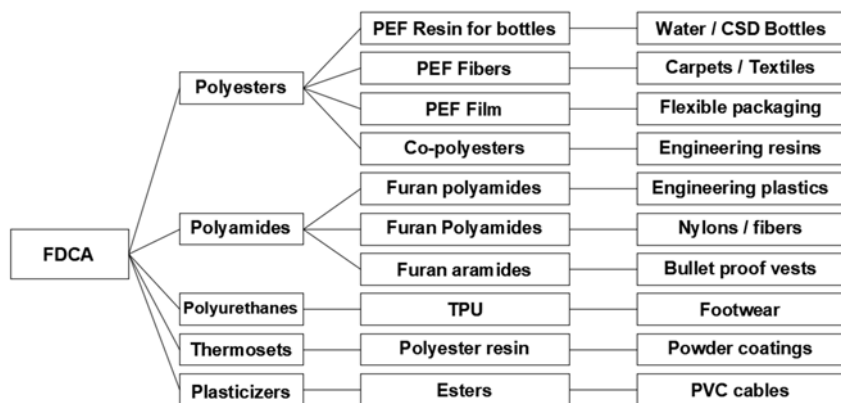 PEF Resin for bottles
Water / CSD Bottles
Polyesters
PEF Fibers
Carpets / Textiles
PEF Film
Flexible packaging
Co-polyesters
Engineering resins
FDCA
Polyamides
Furan polyamides
Engineering plastics
Furan Polyamides
Nylons / fibers
Furan aramides
Bullet proof vests
Polyurethanes
TPU
Footwear
Thermosets
Polyester resin
Powder coatings
Plasticizers
Esters
PVC cables